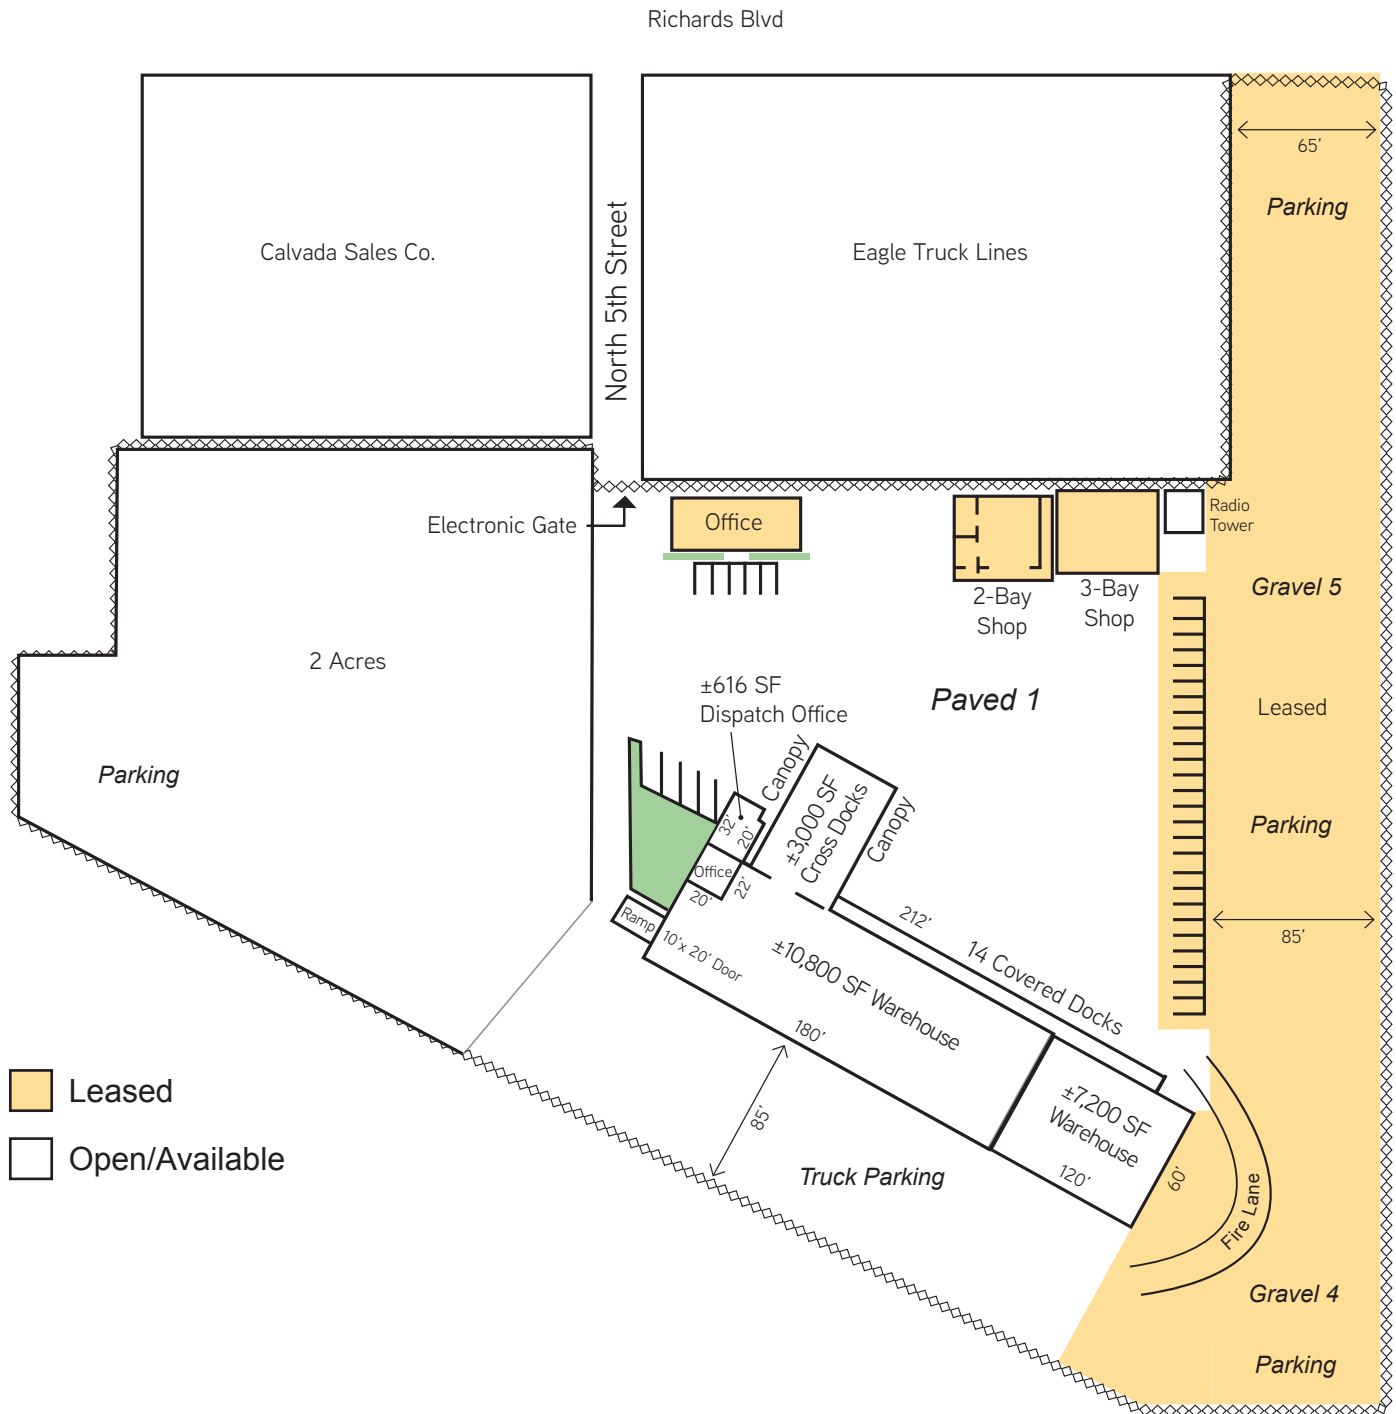 Richards Blvd
65’
Parking
Calvada Sales Co.
North 5th Street
Eagle Truck Lines
Electronic Gate
Office
Radio
Tower
2-Bay
Shop
3-Bay
Shop
Gravel 5
2 Acres
±616 SF
Dispatch Office
Paved 1
Leased
Parking
Canopy
±3,000 SF
Cross Docks
Canopy
32’
20’
Office
20’
22’
Ramp
10’x 20’ Door
212’
14 Covered Docks
Parking
85’
±10,800 SF Warehouse
180’
85’
±7,200 SF
Warehouse
120’
60’
Truck Parking
Fire Lane
Gravel 4
Parking
Leased
Open/Available